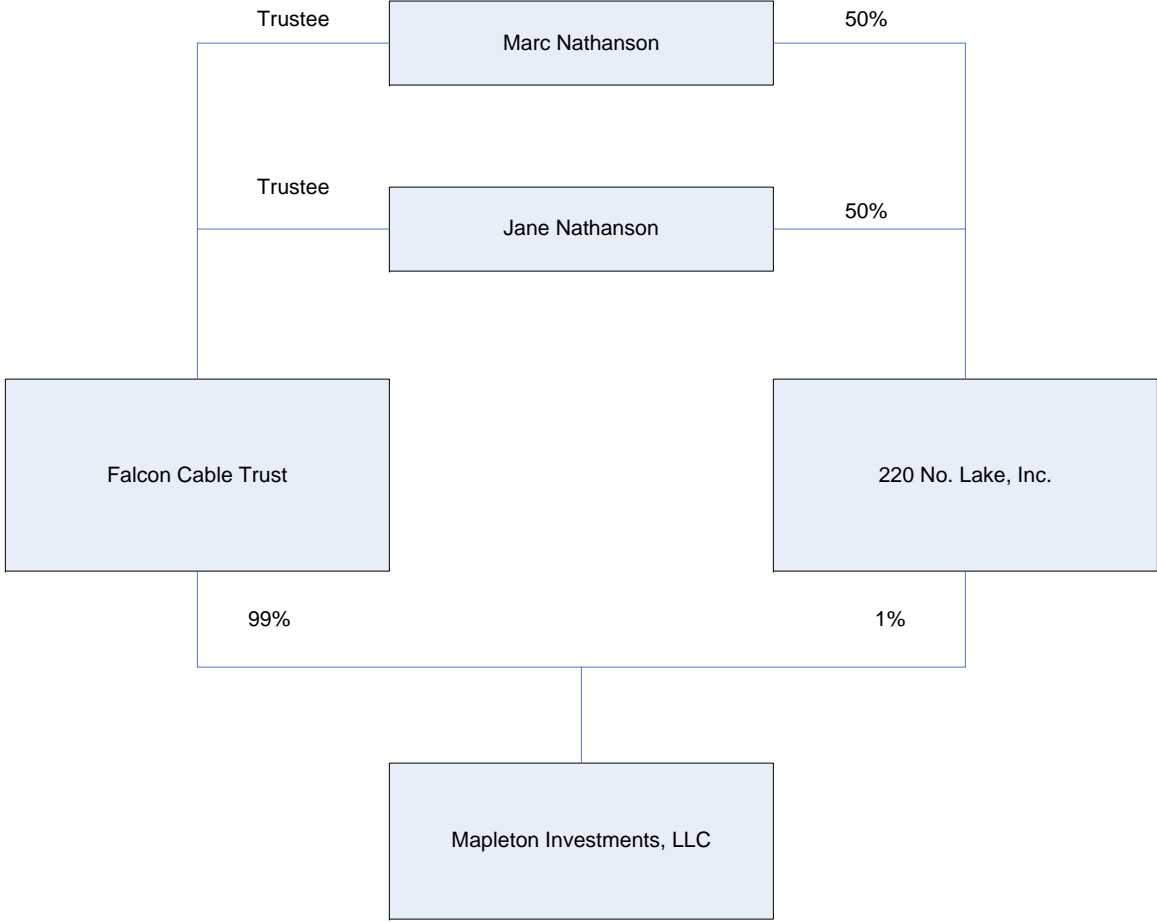 Trustee
Marc Nathanson
50%
Trustee
Jane Nathanson
50%
Falcon Cable Trust
220 No. Lake, Inc.
99%
1%
Mapleton Investments, LLC